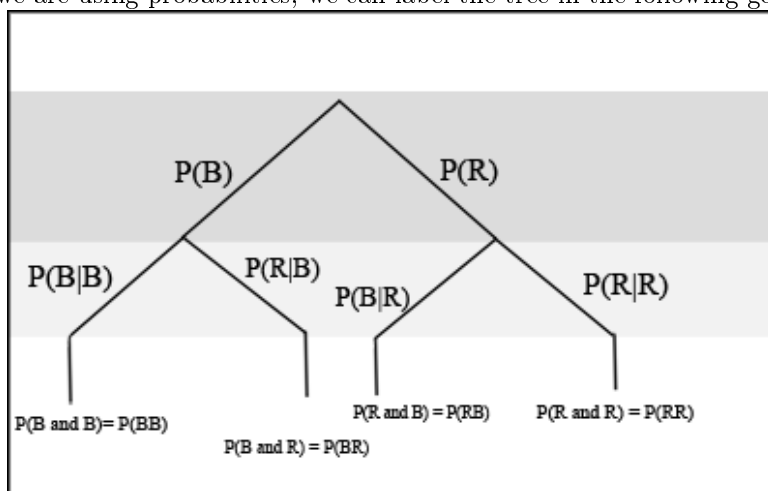 we are using probabilities, we can label the tree in the following
P(B)
P(R)
P(B|B)
P(R|B)
P(B|R)
P(R|R)
P(B and B)= P(BB)
P(B and R) = P(BR)
P(R and B) = P(RB)
P(R and R) = P(RR)